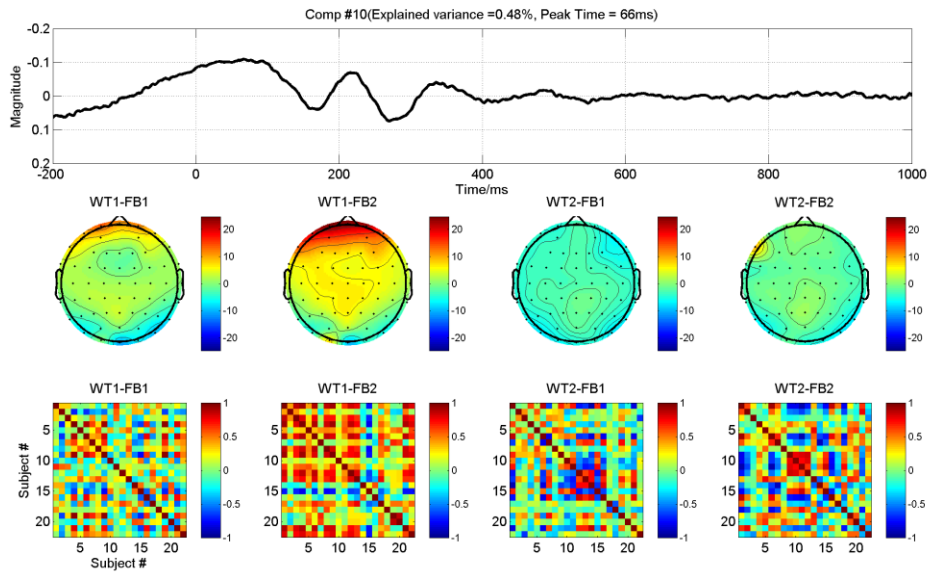 Comp #10(Explained variance =0.48%, Peak Time = 66ms)
-0.2
-0.1
0
0.1
0.2
Magnitude
-200 0 200 400 600 800 1000
Time/ms
WT1-FB1 WT1-FB2 WT2-FB1 WT2-FB2
20 20 20 20
10 10 10 10
0 0 0 0
-10 -10 -10 -10
-20 -20 -20 -20
WT1-FB1 WT1-FB2 WT2-FB1 WT2-FB2
1 1 1 1
5 5 5 5
0.5 0.5 0.5 0.5
10 10 10 10
0 0 0 0
15 15 15 15
-0.5 -0.5 -0.5 -0.5
20 20 20 20
-1 -1 -1 -1
Subject #
5 10 15 20 5 10 15 20 5 10 15 20 5 10 15 20
Subject #